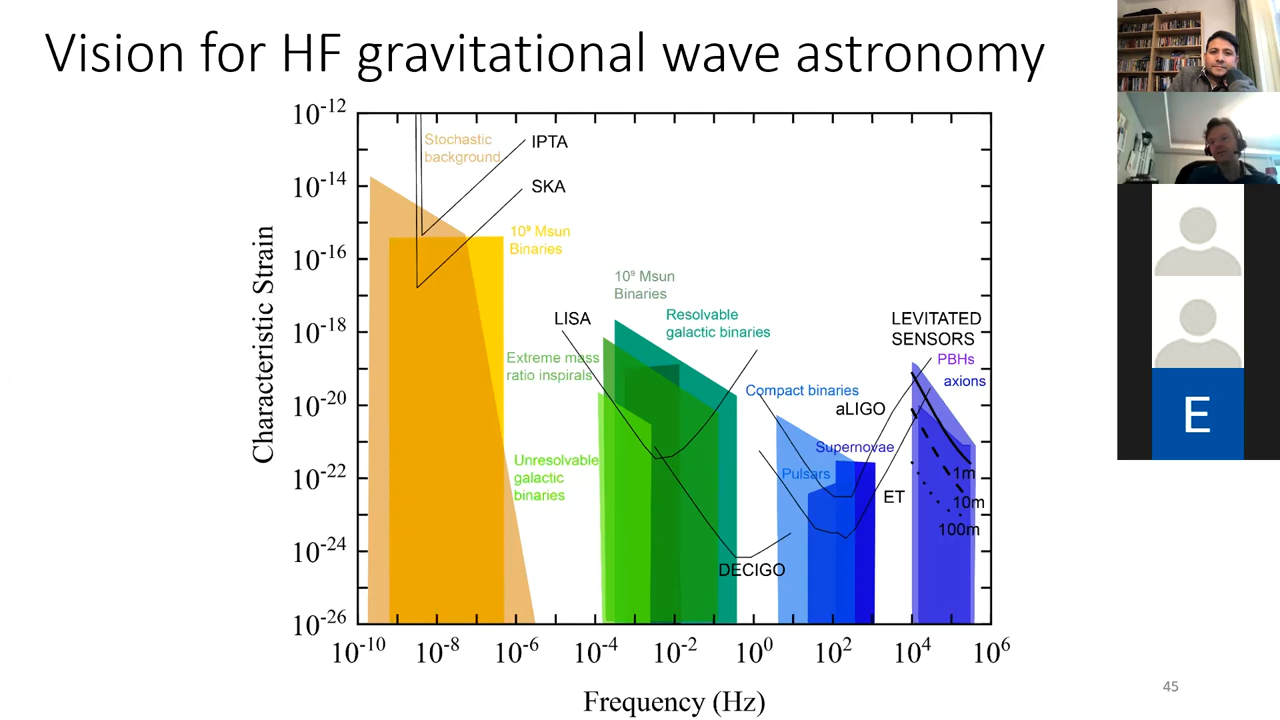 Vision for HF gravitational wave astronomy
10⁻¹²
10⁻¹⁴
10⁻¹⁶
10⁻¹⁸
10⁻²⁰
10⁻²²
10⁻²⁴
10⁻²⁶
Characteristic Strain
Stochastic
background
IPTA
SKA
10⁹ Msun
Binaries
10⁹ Msun
Binaries
LISA
Resolvable
galactic binaries
Extreme mass
ratio inspirals
Unresolvable
galactic
binaries
DECIGO
Compact binaries
aLIGO
Supernovae
Pulsars
ET
LEVITATED
SENSORS
PBHs
axions
1m
10m
100m
10⁻¹⁰
10⁻⁸
10⁻⁶
10⁻⁴
10⁻²
10⁰
10²
10⁴
10⁶
Frequency (Hz)
45
E